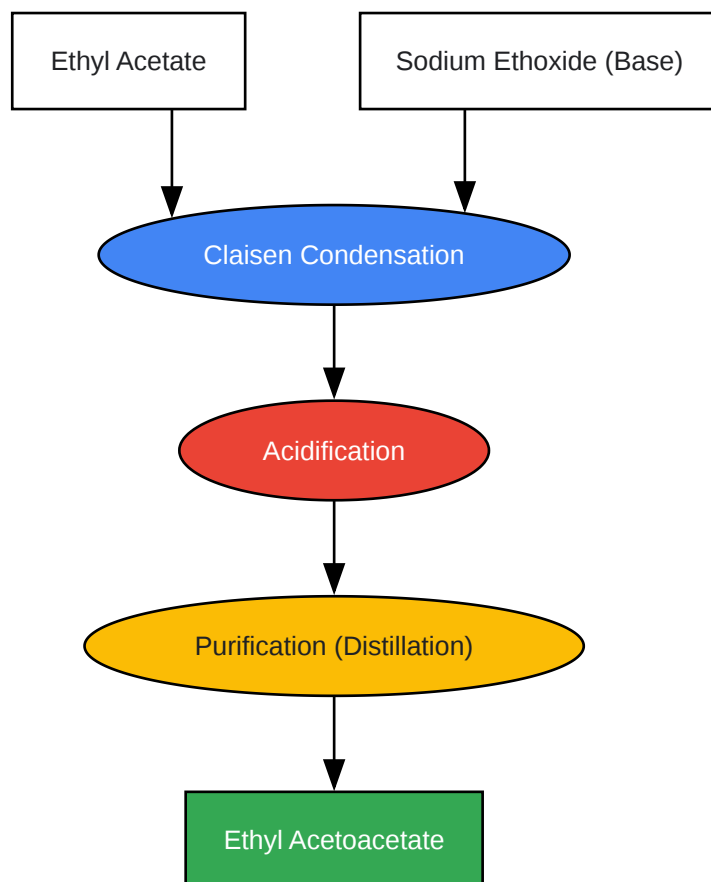 Ethyl Acetate
Sodium Ethoxide (Base)
Claisen Condensation
Acidification
Purification (Distillation)
Ethyl Acetoacetate